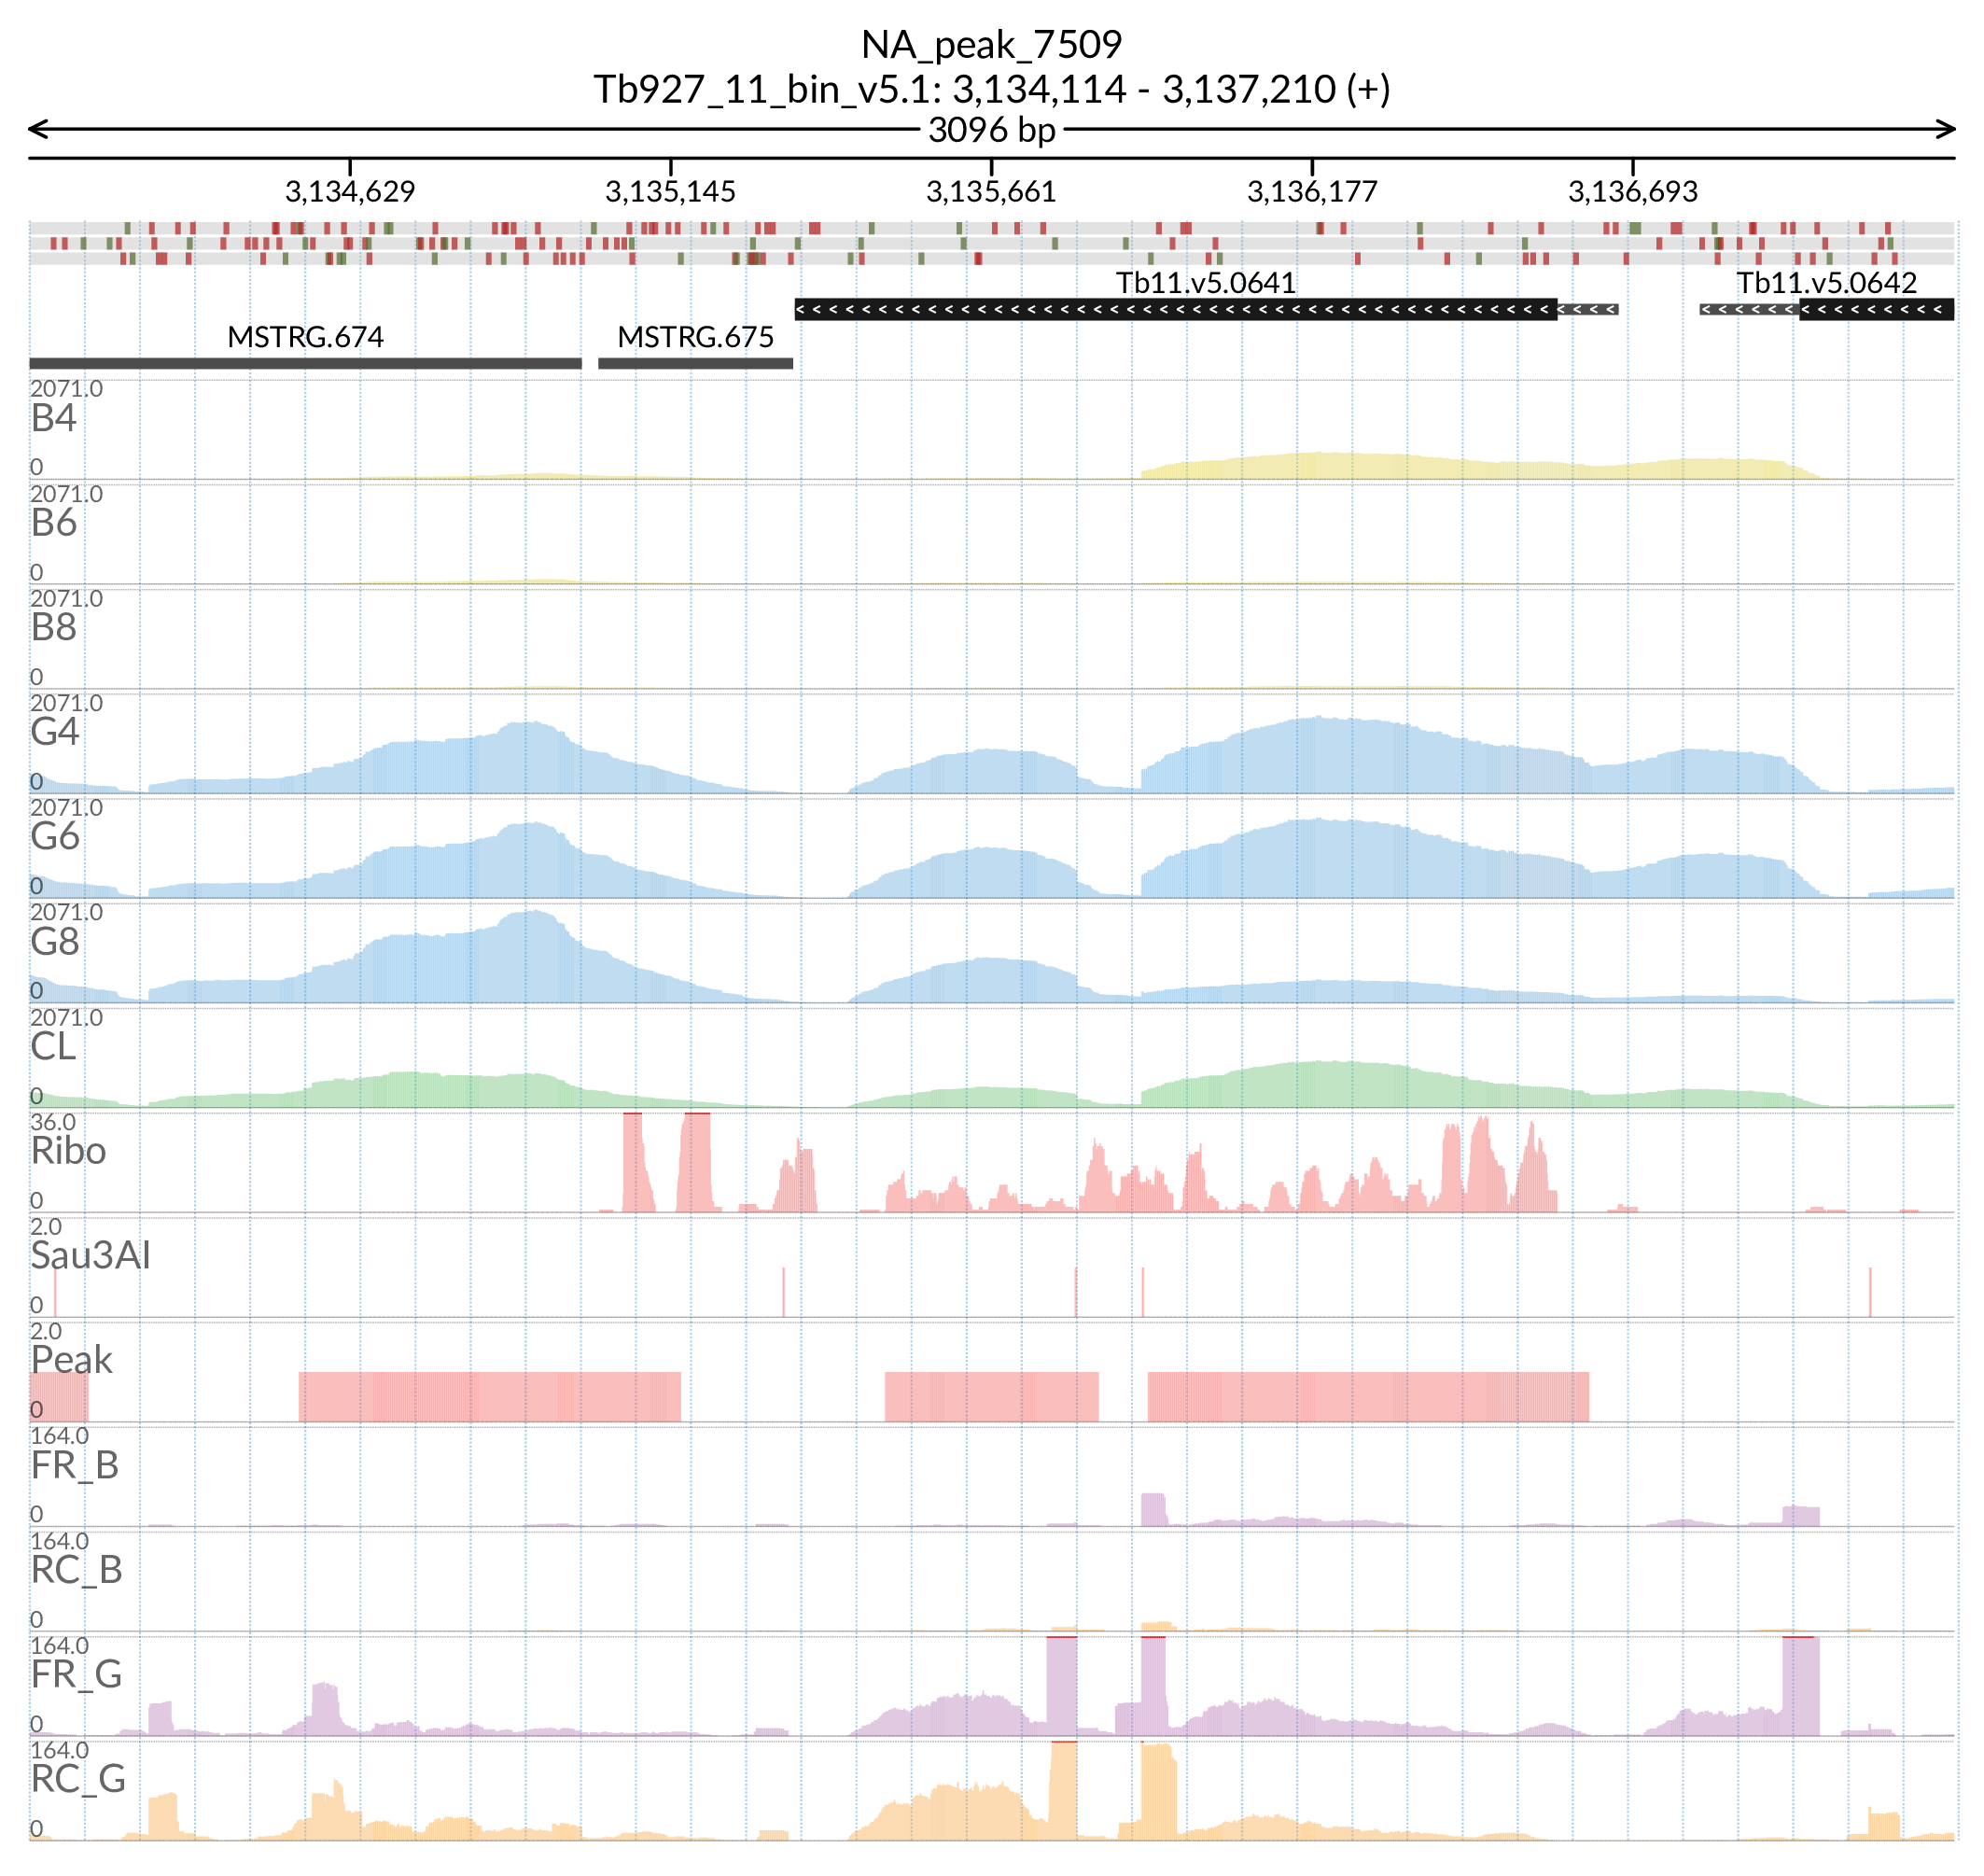 NA_peak_7509
Tb927_11_bin_v5.1: 3,134,114 - 3,137,210 (+)
3096 bp
3,134,629 3,135,145 3,135,661 3,136,177 3,136,693
Tb11.v5.0641 Tb11.v5.0642
MSTRG.674 MSTRG.675
2071.0
B4
0
2071.0
B6
0
2071.0
B8
0
2071.0
G4
0
2071.0
G6
0
2071.0
G8
0
2071.0
CL
0
36.0
Ribo
0
2.0
Sau3AI
0
2.0
Peak
0
164.0
FR_B
0
164.0
RC_B
0
164.0
FR_G
0
164.0
RC_G
0